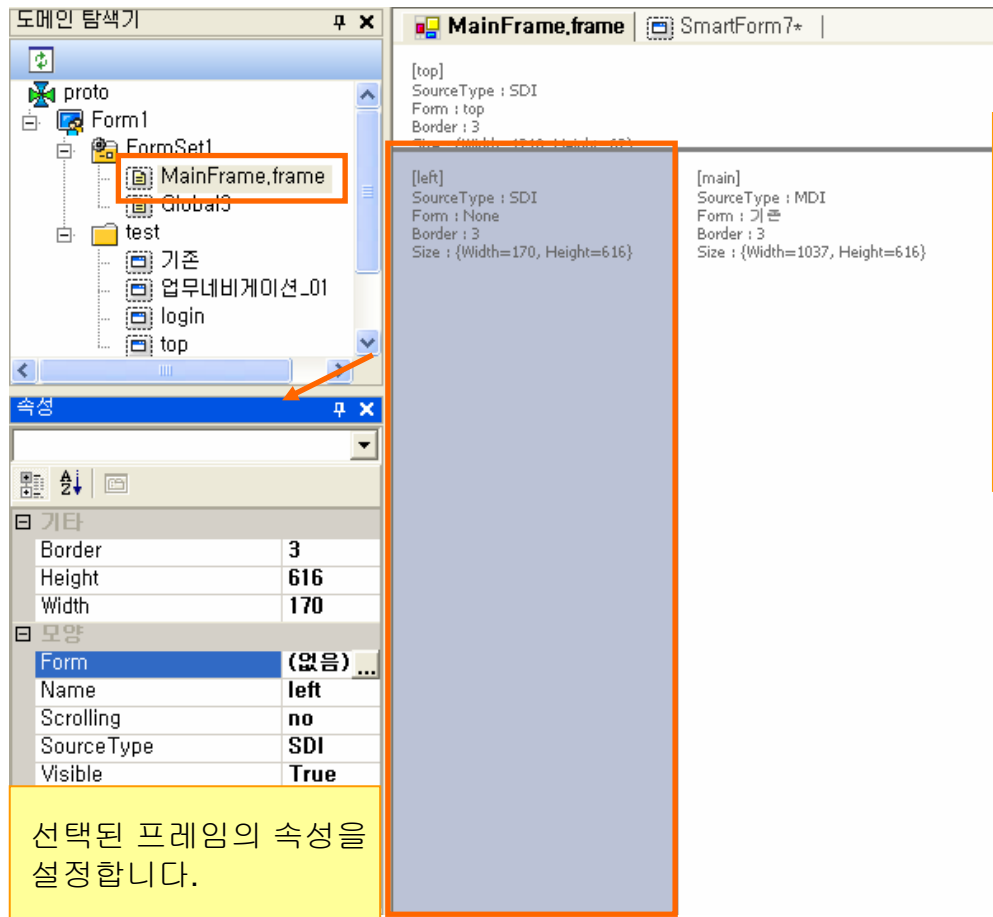 도메인 탐색기
proto
Form1
FormSet1
MainFrame.frame
Global3
test
기존
업무네비게이션_01
login
top
속성
기타
Border 3
Height 616
Width 170
모양
Form (없음) ...
Name left
Scrolling no
SourceType SDI
Visible True
선택된 프레임의 속성을
설정합니다.
MainFrame.frame
SmartForm7*
[top]
SourceType : SDI
Form : top
Border : 3
[left]
SourceType : SDI
Form : None
Border : 3
Size : {Width=170, Height=616}
[main]
SourceType : MDI
Form : 기존
Border : 3
Size : {Width=1037, Height=616}